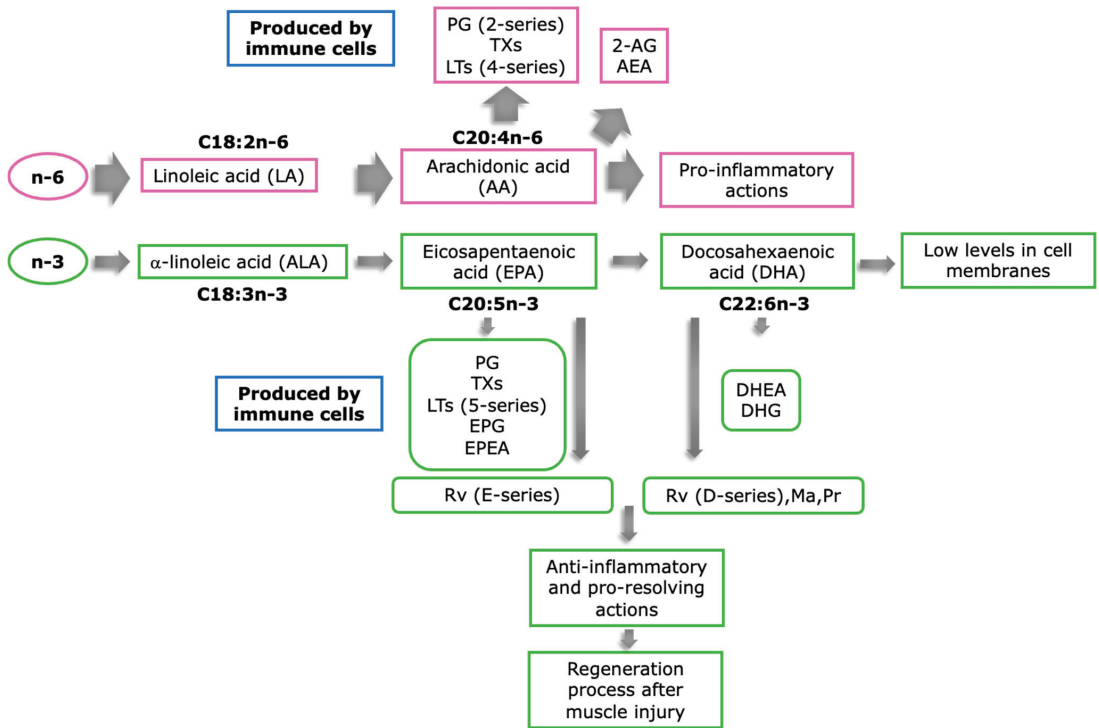 Produced by
immune cells
PG (2-series)
TXs
LTs (4-series)
2-AG
AEA
C18:2n-6
C20:4n-6
n-6
Linoleic acid (LA)
Arachidonic acid
(AA)
Pro-inflammatory
actions
n-3
α-linoleic acid (ALA)
Eicosapentaenoic
acid (EPA)
Docosahexaenoic
acid (DHA)
Low levels in cell
membranes
C18:3n-3
C20:5n-3
C22:6n-3
Produced by
immune cells
PG
TXs
LTs (5-series)
EPG
EPEA
DHEA
DHG
Rv (E-series)
Rv (D-series),Ma,Pr
Anti-inflammatory
and pro-resolving
actions
Regeneration
process after
muscle injury